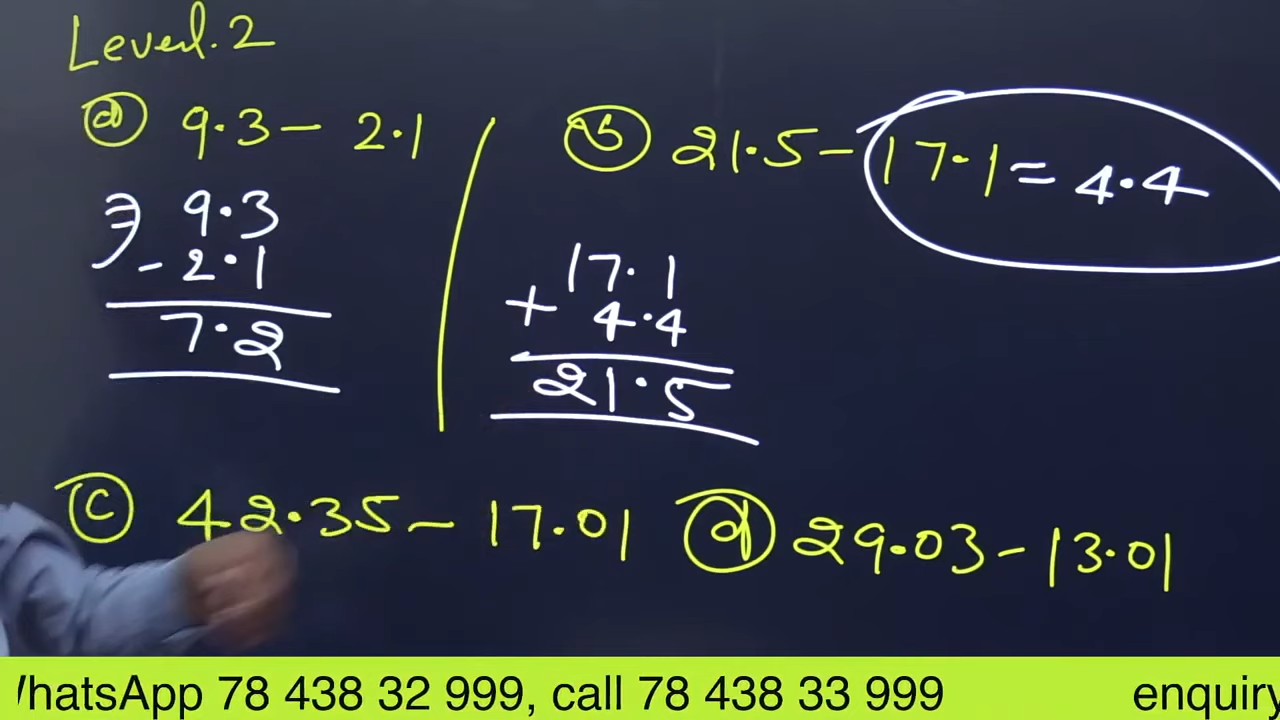 Level.2
ⓐ 9.3 - 2.1
9.3
- 2.1
7.2
ⓑ 21.5 - 17.1 = 4.4
17.1
+ 4.4
21.5
ⓒ 42.35 - 17.01
ⓓ 29.03 - 13.01
hatsApp 78 438 32 999, call 78 438 33 999 enquiry